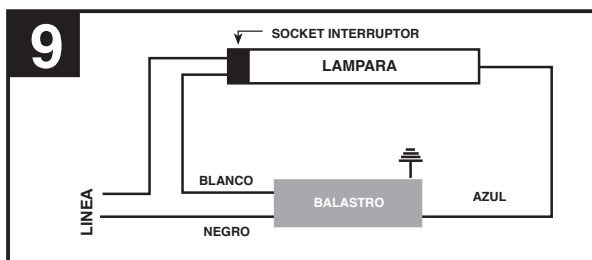 9
SOCKET INTERRUPTOR
LAMPARA
BLANCO
BALASTRO
AZUL
LINEA
NEGRO